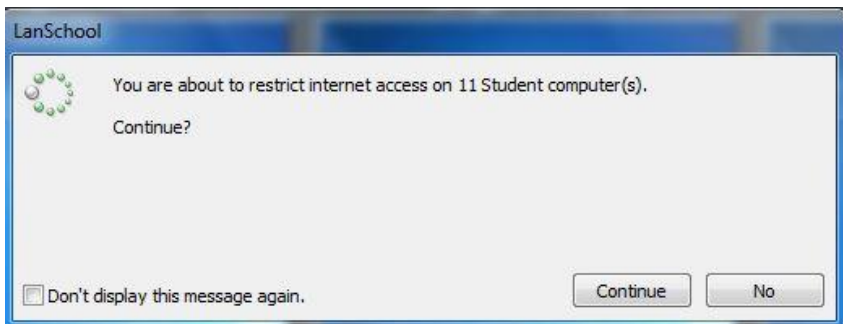 LanSchool
You are about to restrict internet access on 11 Student computer(s).
Continue?
Don't display this message again.
Continue
No